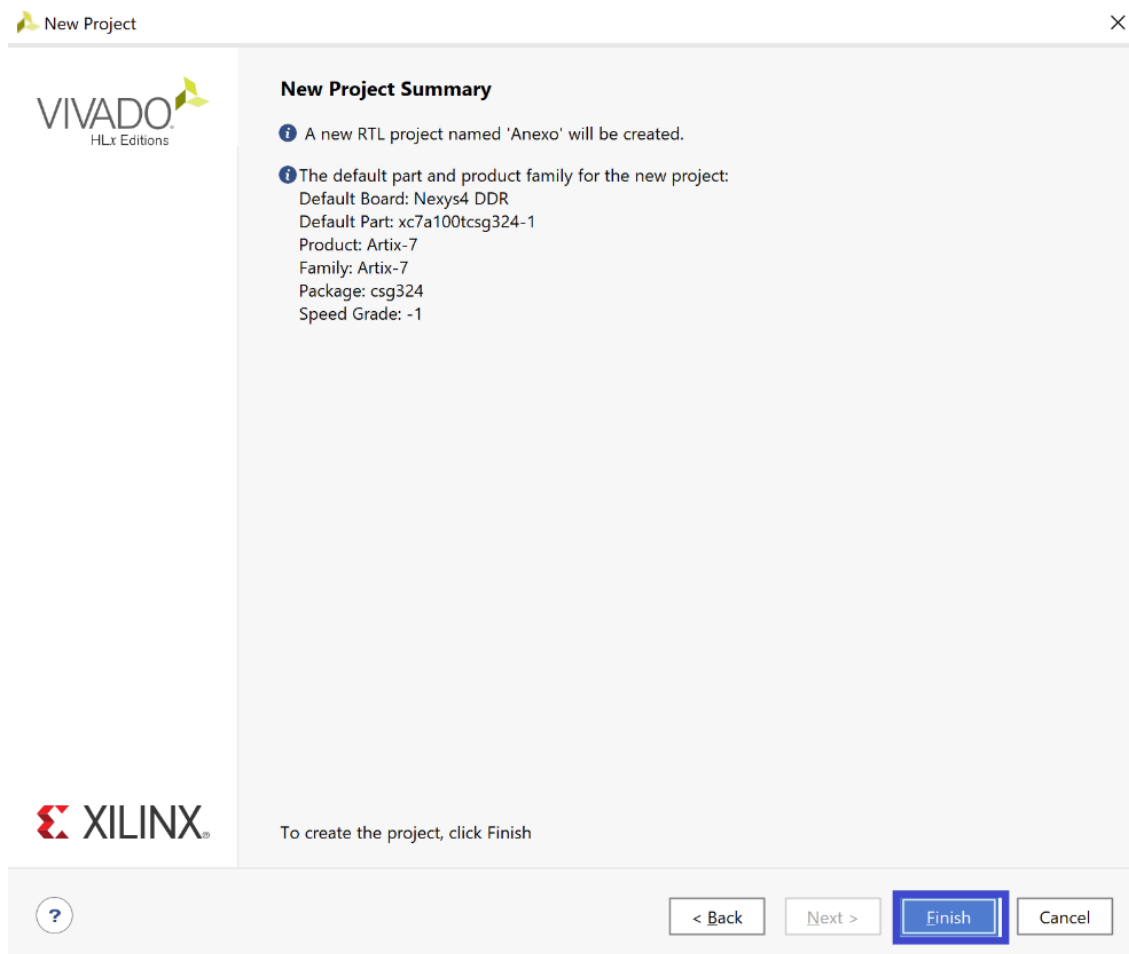 New Project
VIVADO.
HLx Editions
New Project Summary
A new RTL project named 'Anexo' will be created.
The default part and product family for the new project:
Default Board: Nexys4 DDR
Default Part: xc7a100tcsg324-1
Product: Artix-7
Family: Artix-7
Package: csg324
Speed Grade: -1
XILINX®
To create the project, click Finish
?
< Back
Next >
Finish
Cancel